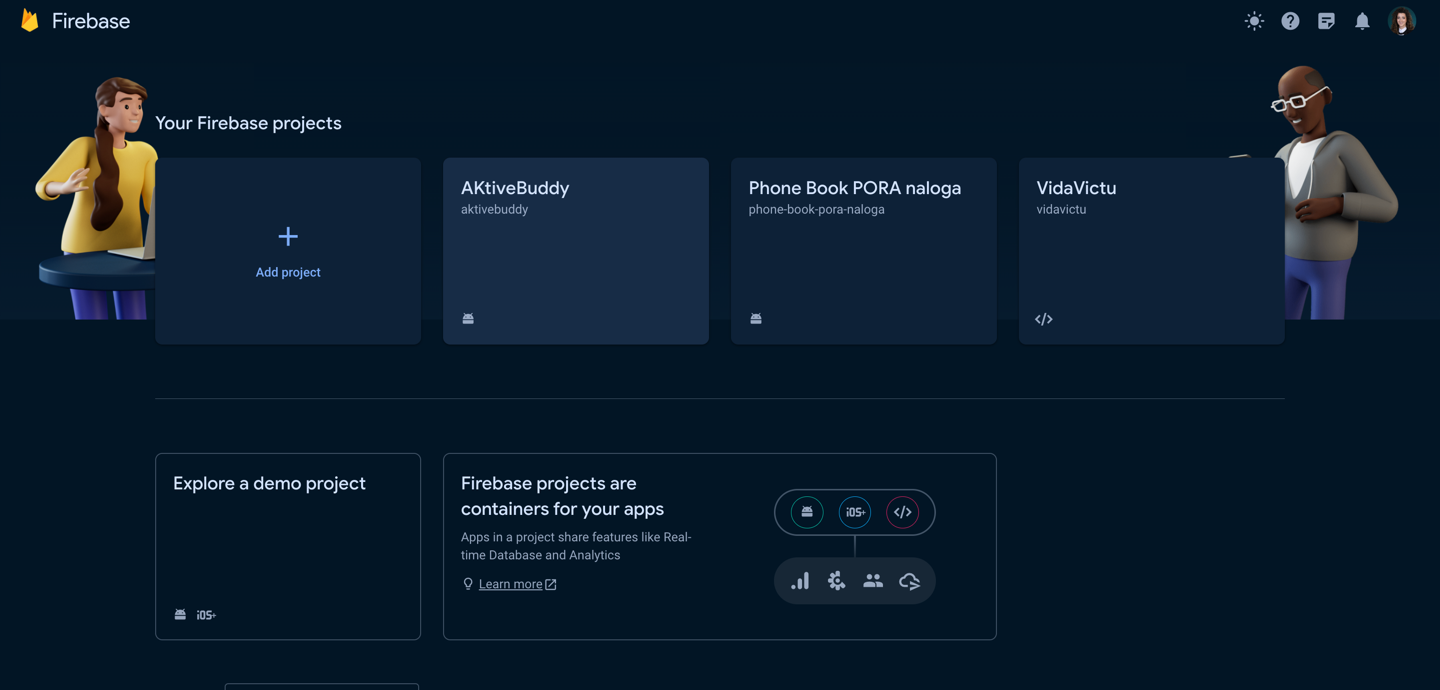 Firebase
Your Firebase projects
Add project
AKtiveBuddy
aktivebuddy
Phone Book PORA naloga
phone-book-pora-naloga
VidaVictu
vidavictu
Explore a demo project
iOS+
Firebase projects are
containers for your apps
Apps in a project share features like Real-
time Database and Analytics
Learn more
iOS+